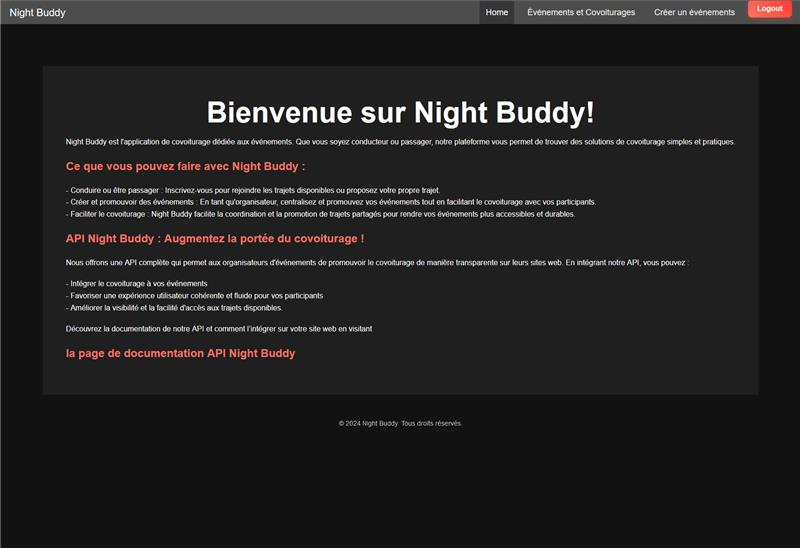 Night Buddy
Home
Événements et Covoiturages
Créer un événements
Logout
Bienvenue sur Night Buddy!
Night Buddy est l'application de covoiturage dédiée aux événements. Que vous soyez conducteur ou passager, notre plateforme vous permet de trouver des solutions de covoiturage simples et pratiques.
Ce que vous pouvez faire avec Night Buddy :
- Conduire ou être passager : Inscrivez-vous pour rejoindre les trajets disponibles ou proposez votre propre trajet.
- Créer et promouvoir des événements : En tant qu'organisateur, centralisez et promouvez vos événements tout en facilitant le covoiturage avec vos participants.
- Faciliter le covoiturage : Night Buddy facilite la coordination et la promotion de trajets partagés pour rendre vos événements plus accessibles et durables.
API Night Buddy : Augmentez la portée du covoiturage !
Nous offrons une API complète qui permet aux organisateurs d'événements de promouvoir le covoiturage de manière transparente sur leurs sites web. En intégrant notre API, vous pouvez :
- Intégrer le covoiturage à vos événements
- Favoriser une expérience utilisateur cohérente et fluide pour vos participants
- Améliorer la visibilité et la facilité d'accès aux trajets disponibles.
Découvrez la documentation de notre API et comment l'intégrer sur votre site web en visitant
la page de documentation API Night Buddy
© 2024 Night Buddy. Tous droits réservés.